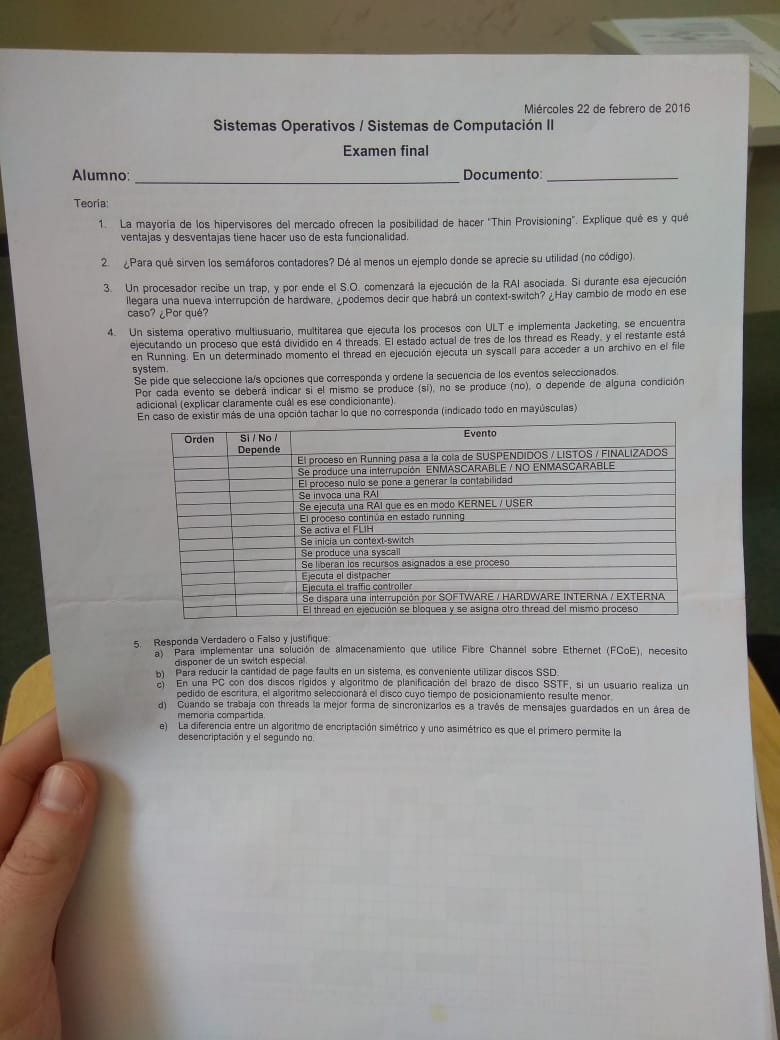 Miércoles 22 de febrero de 2016
Sistemas Operativos / Sistemas de Computación II
Examen final
Alumno: Documento:
Teoría:
1. La mayoría de los hipervisores del mercado ofrecen la posibilidad de hacer "Thin Provisioning". Explique qué es y qué
ventajas y desventajas tiene hacer uso de esta funcionalidad.
2. ¿Para qué sirven los semáforos contadores? Dé al menos un ejemplo donde se aprecie su utilidad (no código).
3. Un procesador recibe un trap, y por ende el S.O. comenzará la ejecución de la RAI asociada. Si durante esa ejecución
llegara una nueva interrupción de hardware, ¿podemos decir que habrá un context-switch? ¿Hay cambio de modo en ese
caso? ¿Por qué?
4. Un sistema operativo multiusuario, multitarea que ejecuta los procesos con ULT e implementa Jacketing, se encuentra
ejecutando un proceso que está dividido en 4 threads. El estado actual de tres de los thread es Ready, y el restante está
en Running. En un determinado momento el thread en ejecución ejecuta un syscall para acceder a un archivo en el file
system.
Se pide que seleccione la/s opciones que corresponda y ordene la secuencia de los eventos seleccionados.
Por cada evento se deberá indicar si el mismo se produce (si), no se produce (no), o depende de alguna condición
adicional (explicar claramente cuál es ese condicionante).
En caso de existir más de una opción tachar lo que no corresponda (indicado todo en mayúsculas)
Orden Si / No / Evento
Depende
El proceso en Running pasa a la cola de SUSPENDIDOS / LISTOS / FINALIZADOS
Se produce una interrupción ENMASCARABLE / NO ENMASCARABLE
El proceso nulo se pone a generar la contabilidad
Se invoca una RAI
Se ejecuta una RAI que es en modo KERNEL / USER
El proceso continúa en estado running
Se activa el FLIH
Se inicia un context-switch
Se produce una syscall
Se liberan los recursos asignados a ese proceso
Ejecuta el distpacher
Ejecuta el traffic controller
Se dispara una interrupción por SOFTWARE / HARDWARE INTERNA / EXTERNA
El thread en ejecución se bloquea y se asigna otro thread del mismo proceso
5. Responda Verdadero o Falso y justifique:
a) Para implementar una solución de almacenamiento que utilice Fibre Channel sobre Ethernet (FCoE), necesito
disponer de un switch especial.
b) Para reducir la cantidad de page faults en un sistema, es conveniente utilizar discos SSD.
c) En una PC con dos discos rígidos y algoritmo de planificación del brazo de disco SSTF, si un usuario realiza un
pedido de escritura, el algoritmo seleccionará el disco cuyo tiempo de posicionamiento resulte menor.
d) Cuando se trabaja con threads la mejor forma de sincronizarlos es a través de mensajes guardados en un área de
memoria compartida.
e) La diferencia entre un algoritmo de encriptación simétrico y uno asimétrico es que el primero permite la
desencriptación y el segundo no.